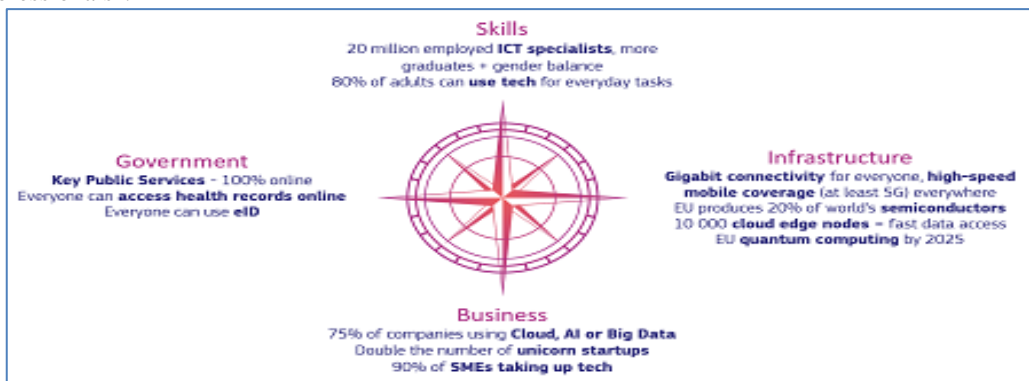 Skills
20 million employed ICT specialists, more
graduates + gender balance
80% of adults can use tech for everyday tasks
Government
Key Public Services - 100% online
Everyone can access health records online
Everyone can use eID
Infrastructure
Gigabit connectivity for everyone, high-speed
mobile coverage (at least 5G) everywhere
EU produces 20% of world's semiconductors
10 000 cloud edge nodes – fast data access
EU quantum computing by 2025
Business
75% of companies using Cloud, AI or Big Data
Double the number of unicorn startups
90% of SMEs taking up tech